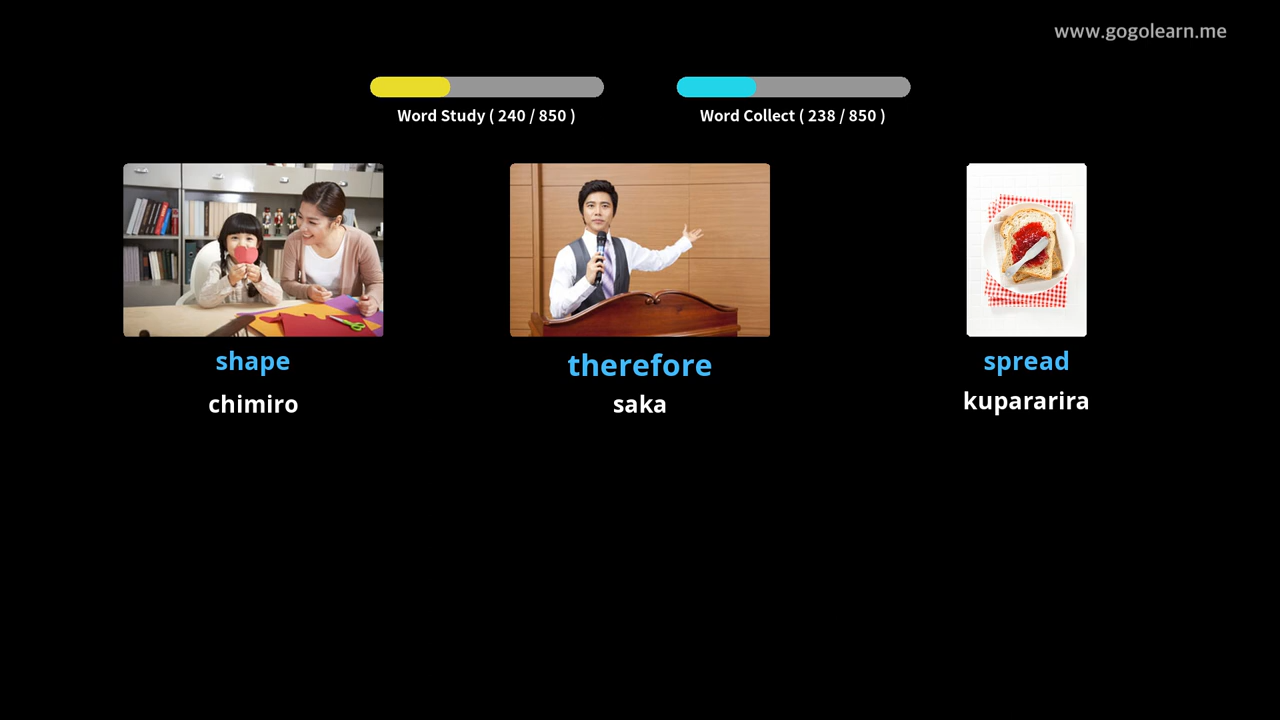 www.gogolearn.me
Word Study ( 240 / 850 )
Word Collect ( 238 / 850 )
shape
therefore
spread
chimiro
saka
kupararira